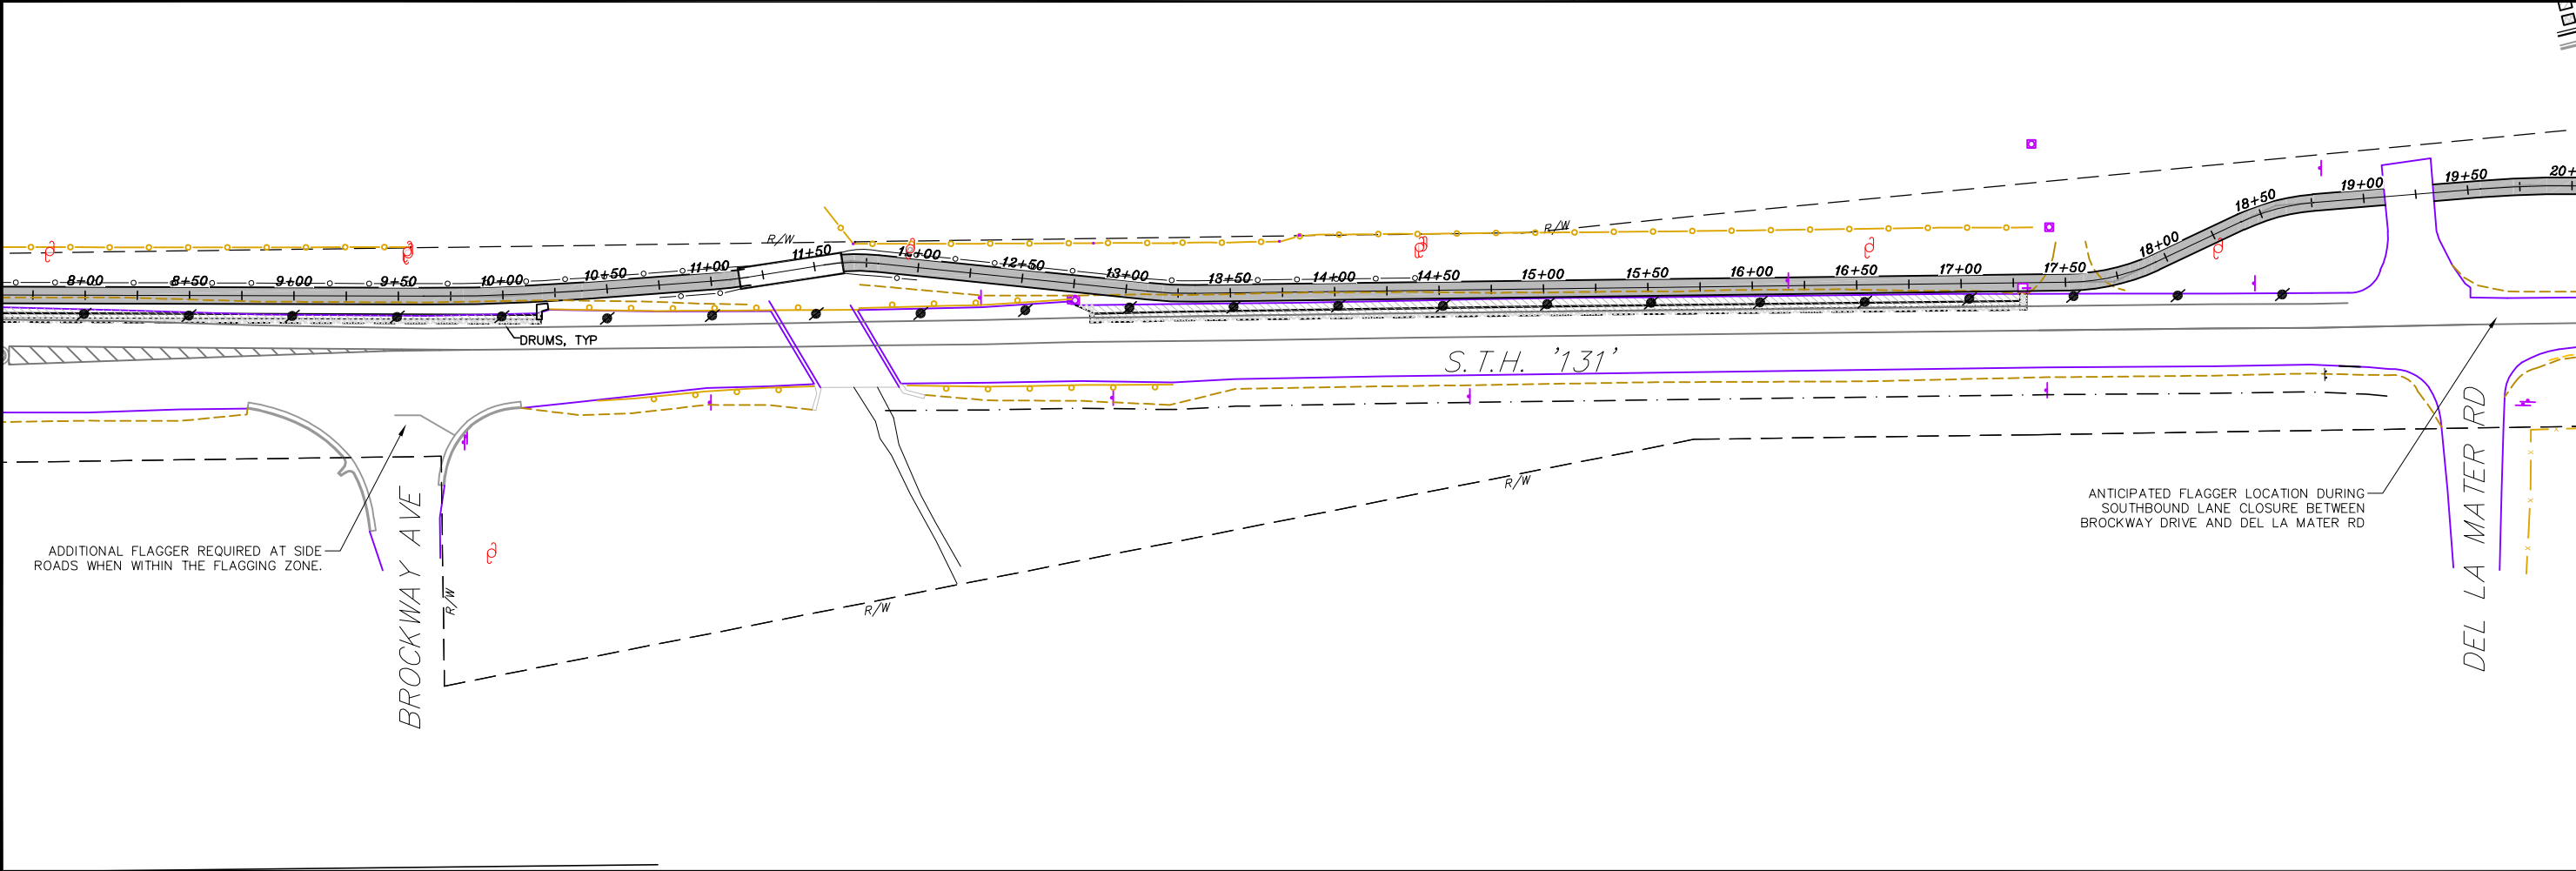 8+00
8+50
9+00
9+50
10+00
10+50
11+00
11+50
12+00
12+50
13+00
13+50
14+00
14+50
15+00
15+50
16+00
16+50
17+00
17+50
18+00
18+50
19+00
19+50
20+
R/W
R/W
DRUMS, TYP
S.T.H. '131'
ADDITIONAL FLAGGER REQUIRED AT SIDE
ROADS WHEN WITHIN THE FLAGGING ZONE.
BROCKWAY AVE
R/W
R/W
R/W
ANTICIPATED FLAGGER LOCATION DURING
SOUTHBOUND LANE CLOSURE BETWEEN
BROCKWAY DRIVE AND DEL LA MATER RD
DEL LA MATER RD